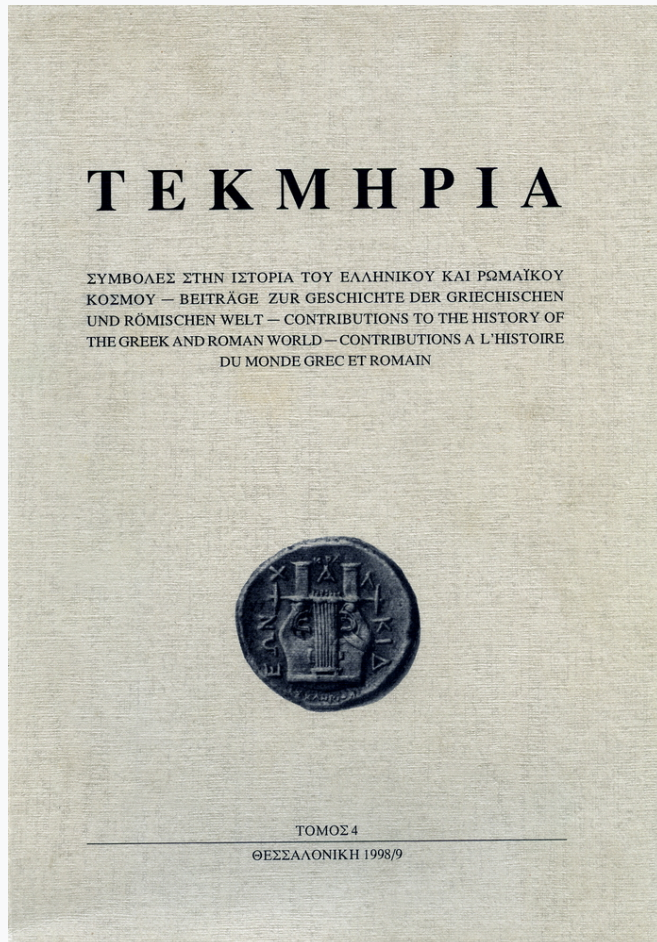 ΤΕΚΜΗΡΙΑ
ΣΥΜΒΟΛΕΣ ΣΤΗΝ ΙΣΤΟΡΙΑ ΤΟΥ ΕΛΛΗΝΙΚΟΥ ΚΑΙ ΡΩΜΑΪΚΟΥ
ΚΟΣΜΟΥ — BEITRÄGE ZUR GESCHICHTE DER GRIECHISCHEN
UND RÖMISCHEN WELT — CONTRIBUTIONS TO THE HISTORY OF
THE GREEK AND ROMAN WORLD — CONTRIBUTIONS A L'HISTOIRE
DU MONDE GREC ET ROMAIN
ΧΑΛΚΙΔΕΩΝ
ΤΟΜΟΣ 4
ΘΕΣΣΑΛΟΝΙΚΗ 1998/9